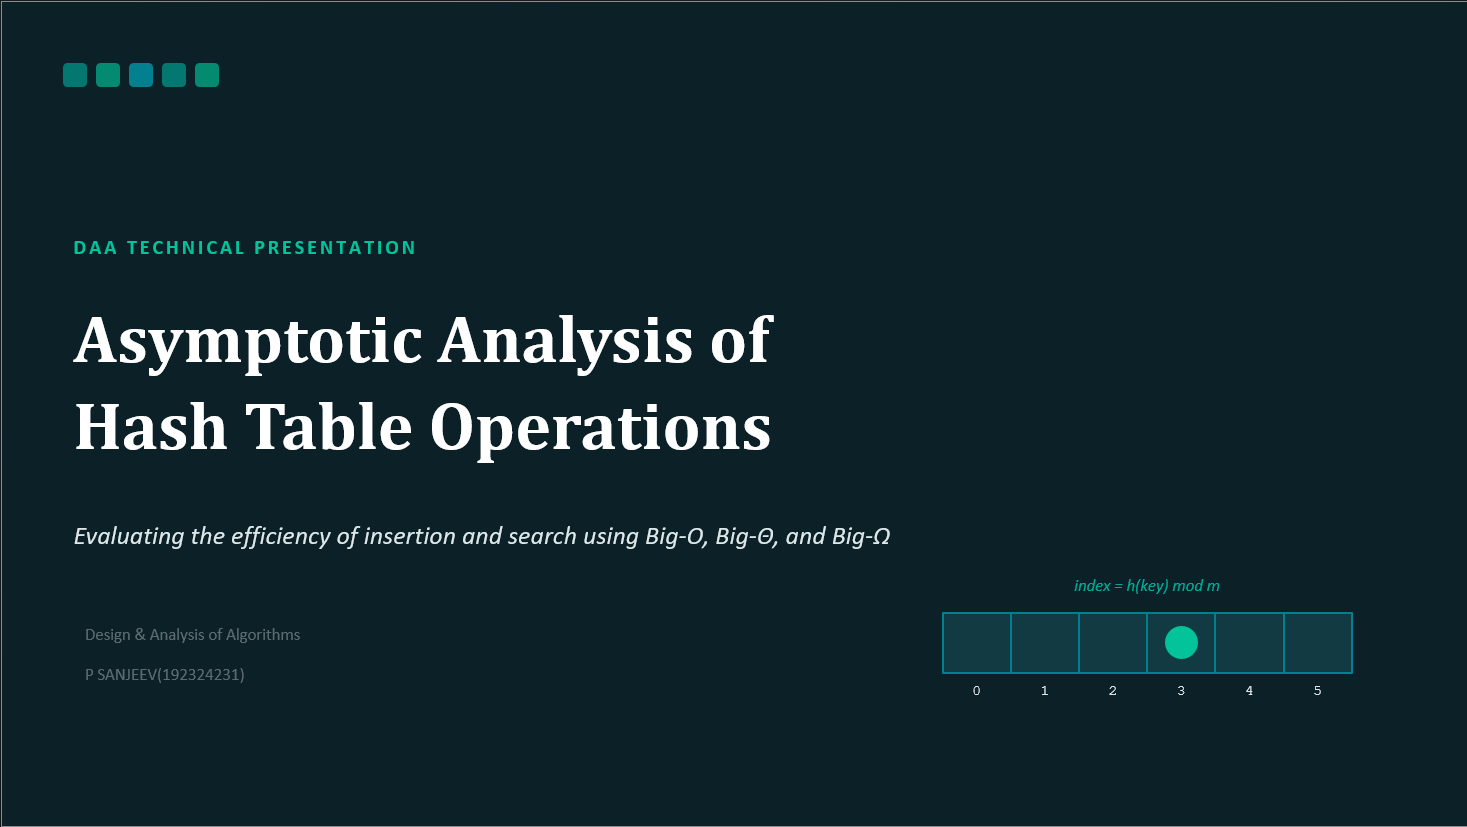 DAA TECHNICAL PRESENTATION
Asymptotic Analysis of
Hash Table Operations
Evaluating the efficiency of insertion and search using Big-O, Big-Θ, and Big-Ω
Design & Analysis of Algorithms
P SANJEEV(192324231)
index = h(key) mod m
0 1 2 3 4 5